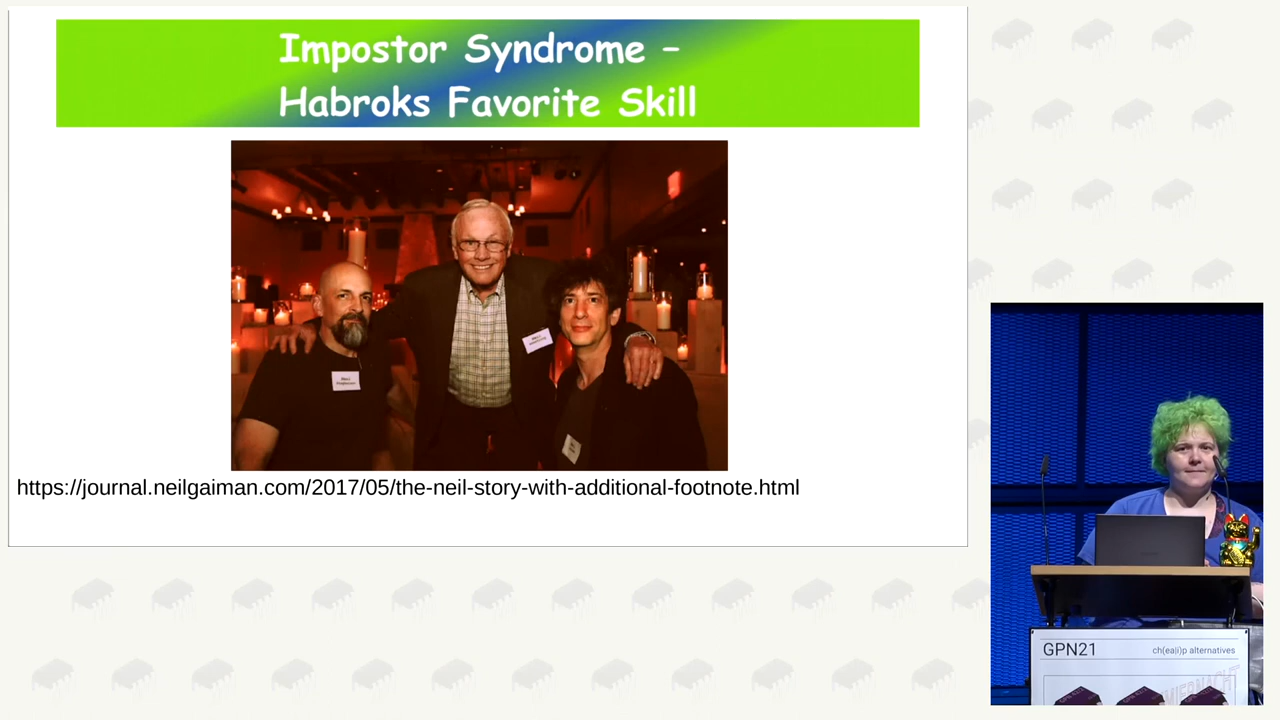 Impostor Syndrome –
Habroks Favorite Skill
https://journal.neilgaiman.com/2017/05/the-neil-story-with-additional-footnote.html
GPN21
ch(ea|i)p alternatives